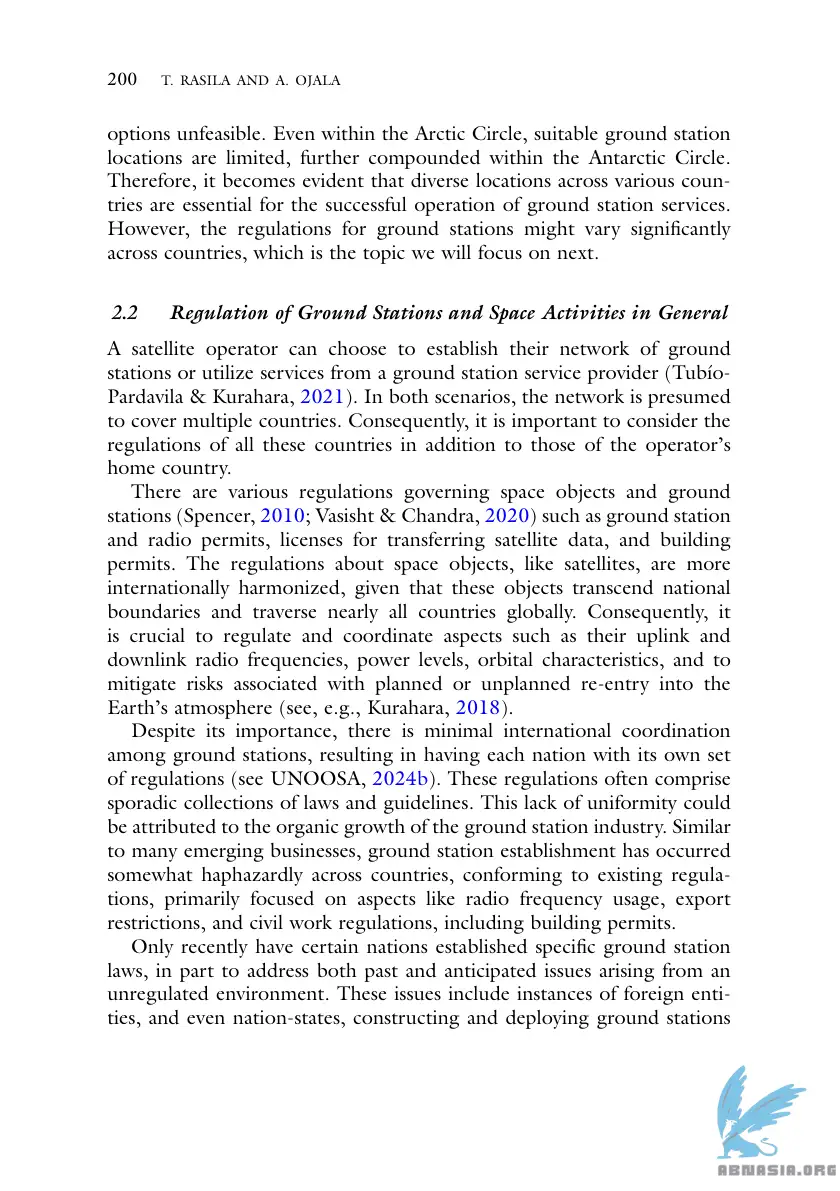 200 T. RASILA AND A. OJALA
options unfeasible. Even within the Arctic Circle, suitable ground station
locations are limited, further compounded within the Antarctic Circle.
Therefore, it becomes evident that diverse locations across various coun-
tries are essential for the successful operation of ground station services.
However, the regulations for ground stations might vary significantly
across countries, which is the topic we will focus on next.
2.2 Regulation of Ground Stations and Space Activities in General
A satellite operator can choose to establish their network of ground
stations or utilize services from a ground station service provider (Tubío-
Pardavila & Kurahara, 2021). In both scenarios, the network is presumed
to cover multiple countries. Consequently, it is important to consider the
regulations of all these countries in addition to those of the operator's
home country.
There are various regulations governing space objects and ground
stations (Spencer, 2010; Vasisht & Chandra, 2020) such as ground station
and radio permits, licenses for transferring satellite data, and building
permits. The regulations about space objects, like satellites, are more
internationally harmonized, given that these objects transcend national
boundaries and traverse nearly all countries globally. Consequently, it
is crucial to regulate and coordinate aspects such as their uplink and
downlink radio frequencies, power levels, orbital characteristics, and to
mitigate risks associated with planned or unplanned re-entry into the
Earth's atmosphere (see, e.g., Kurahara, 2018).
Despite its importance, there is minimal international coordination
among ground stations, resulting in having each nation with its own set
of regulations (see UNOOSA, 2024b). These regulations often comprise
sporadic collections of laws and guidelines. This lack of uniformity could
be attributed to the organic growth of the ground station industry. Similar
to many emerging businesses, ground station establishment has occurred
somewhat haphazardly across countries, conforming to existing regula-
tions, primarily focused on aspects like radio frequency usage, export
restrictions, and civil work regulations, including building permits.
Only recently have certain nations established specific ground station
laws, in part to address both past and anticipated issues arising from an
unregulated environment. These issues include instances of foreign enti-
ties, and even nation-states, constructing and deploying ground stations
ABNASIA.ORG